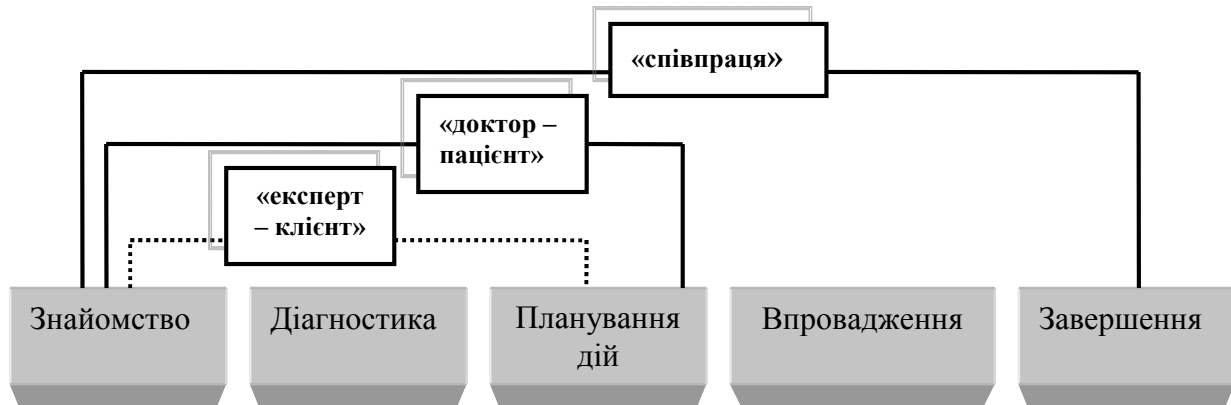 «співпраця»
«доктор –
пацієнт»
«експерт
– клієнт»
Знайомство
Діагностика
Планування
дій
Впровадження
Завершення